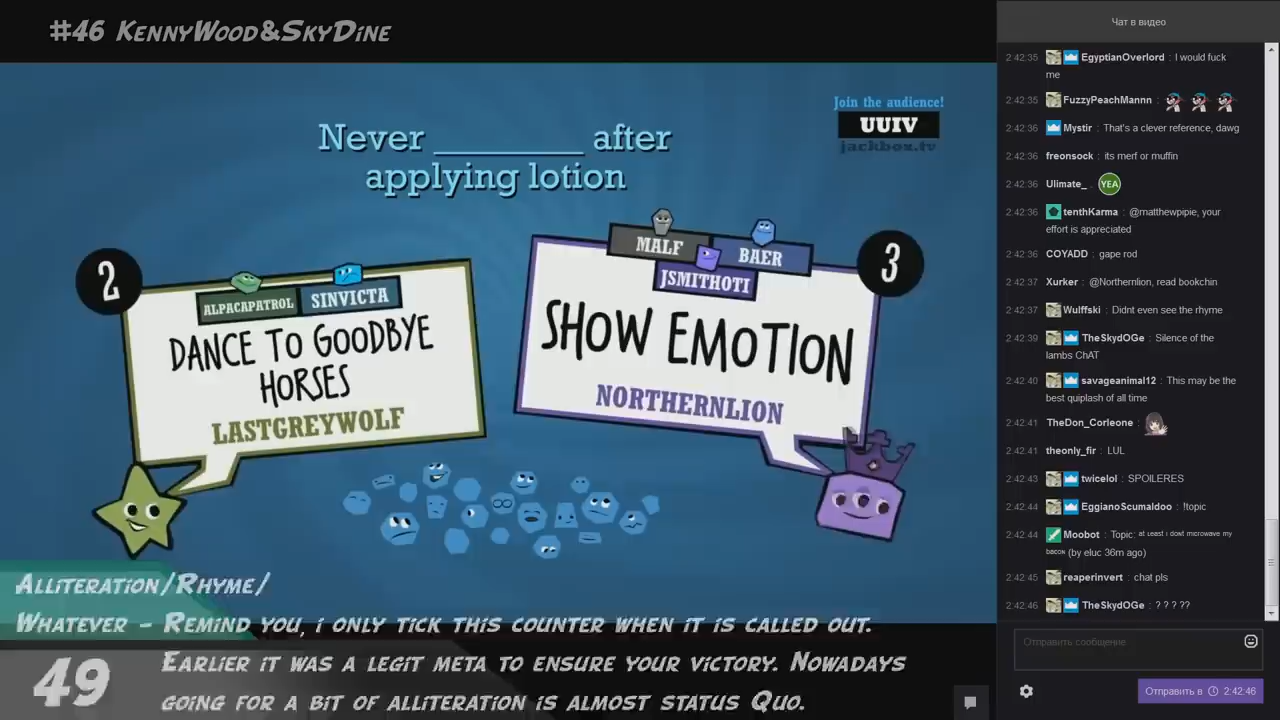 #46 KennyWood&SkyDine
Join the audience!
UUIV
jackbox.tv
Never ________ after
applying lotion
2
ALPACAPATROL
SINVICTA
DANCE TO GOODBYE
HORSES
LASTGREYWOLF
3
MALF
BAER
JSMITHOTI
SHOW EMOTION
NORTHERNLION
Alliteration/Rhyme/
Whatever - Remind you, i only tick this counter when it is called out.
Earlier it was a legit meta to ensure your victory. Nowadays
going for a bit of alliteration is almost status Quo.
49
Чат в видео
2:42:35 EgyptianOverlord : I would fuck
me
2:42:35 FuzzyPeachMannn :
2:42:36 Mystir : That's a clever reference, dawg
2:42:36 freonsock : its merf or muffin
2:42:36 Ulimate_ : YEA
2:42:36 tenthKarma : @matthewpipie, your
effort is appreciated
2:42:36 COYADD : gape rod
2:42:37 Xurker : @Northernlion, read bookchin
2:42:37 Wulffski : Didnt even see the rhyme
2:42:39 TheSkydOGe : Silence of the
lambs ChAT
2:42:40 savageanimal12 : This may be the
best quiplash of all time
2:42:41 TheDon_Corleone :
2:42:41 theonly_fir : LUL
2:42:43 twicelol : SPOILERES
2:42:44 EggianoScumaldoo : !topic
2:42:44 Moobot : Topic: at least i dont microwave my
bacon (by eluc 36m ago)
2:42:45 reaperinvert : chat pls
2:42:46 TheSkydOGe : ? ? ? ??
Отправить сообщение
Отправить в 2:42:46